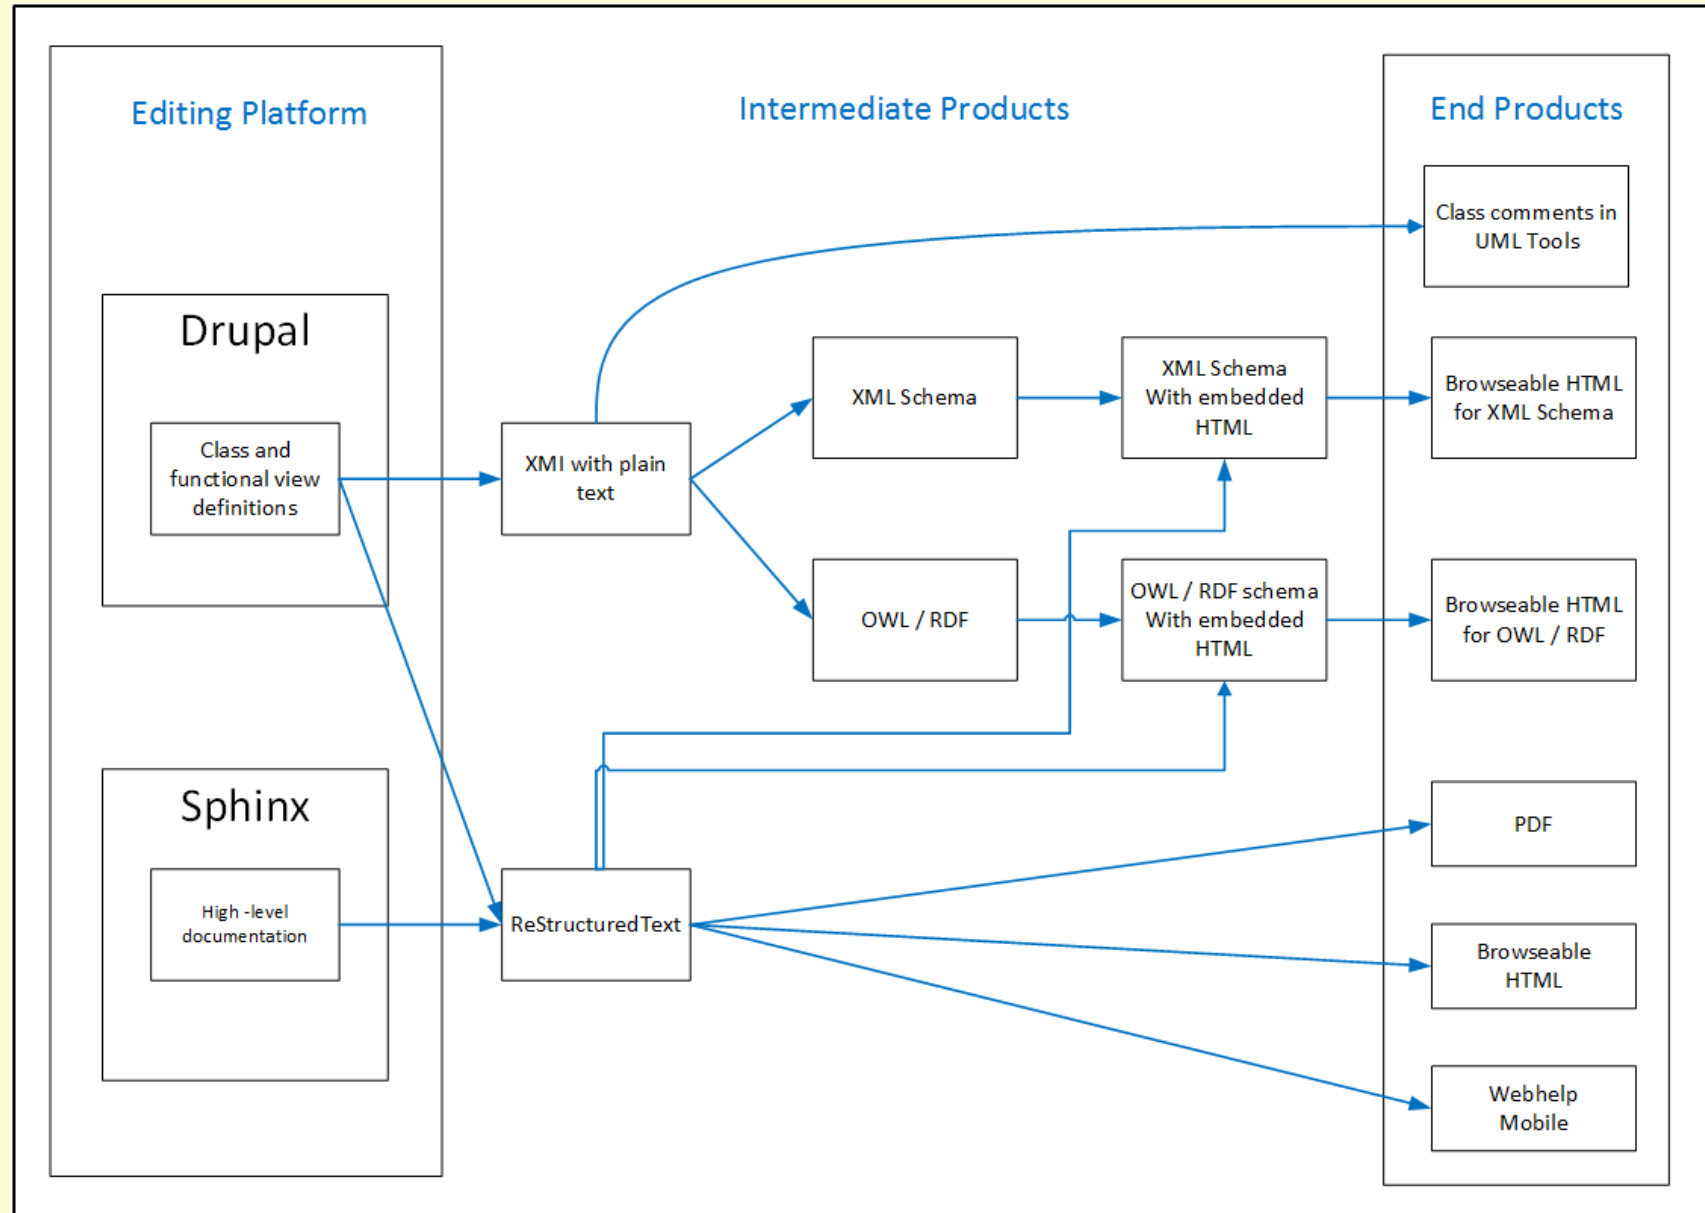 Editing Platform
Intermediate Products
End Products
Class comments in
UML Tools
Drupal
Class and
functional view
definitions
XMI with plain
text
XML Schema
XML Schema
With embedded
HTML
Browseable HTML
for XML Schema
OWL / RDF
OWL / RDF schema
With embedded
HTML
Browseable HTML
for OWL / RDF
Sphinx
High -level
documentation
ReStructuredText
PDF
Browseable
HTML
Webhelp
Mobile